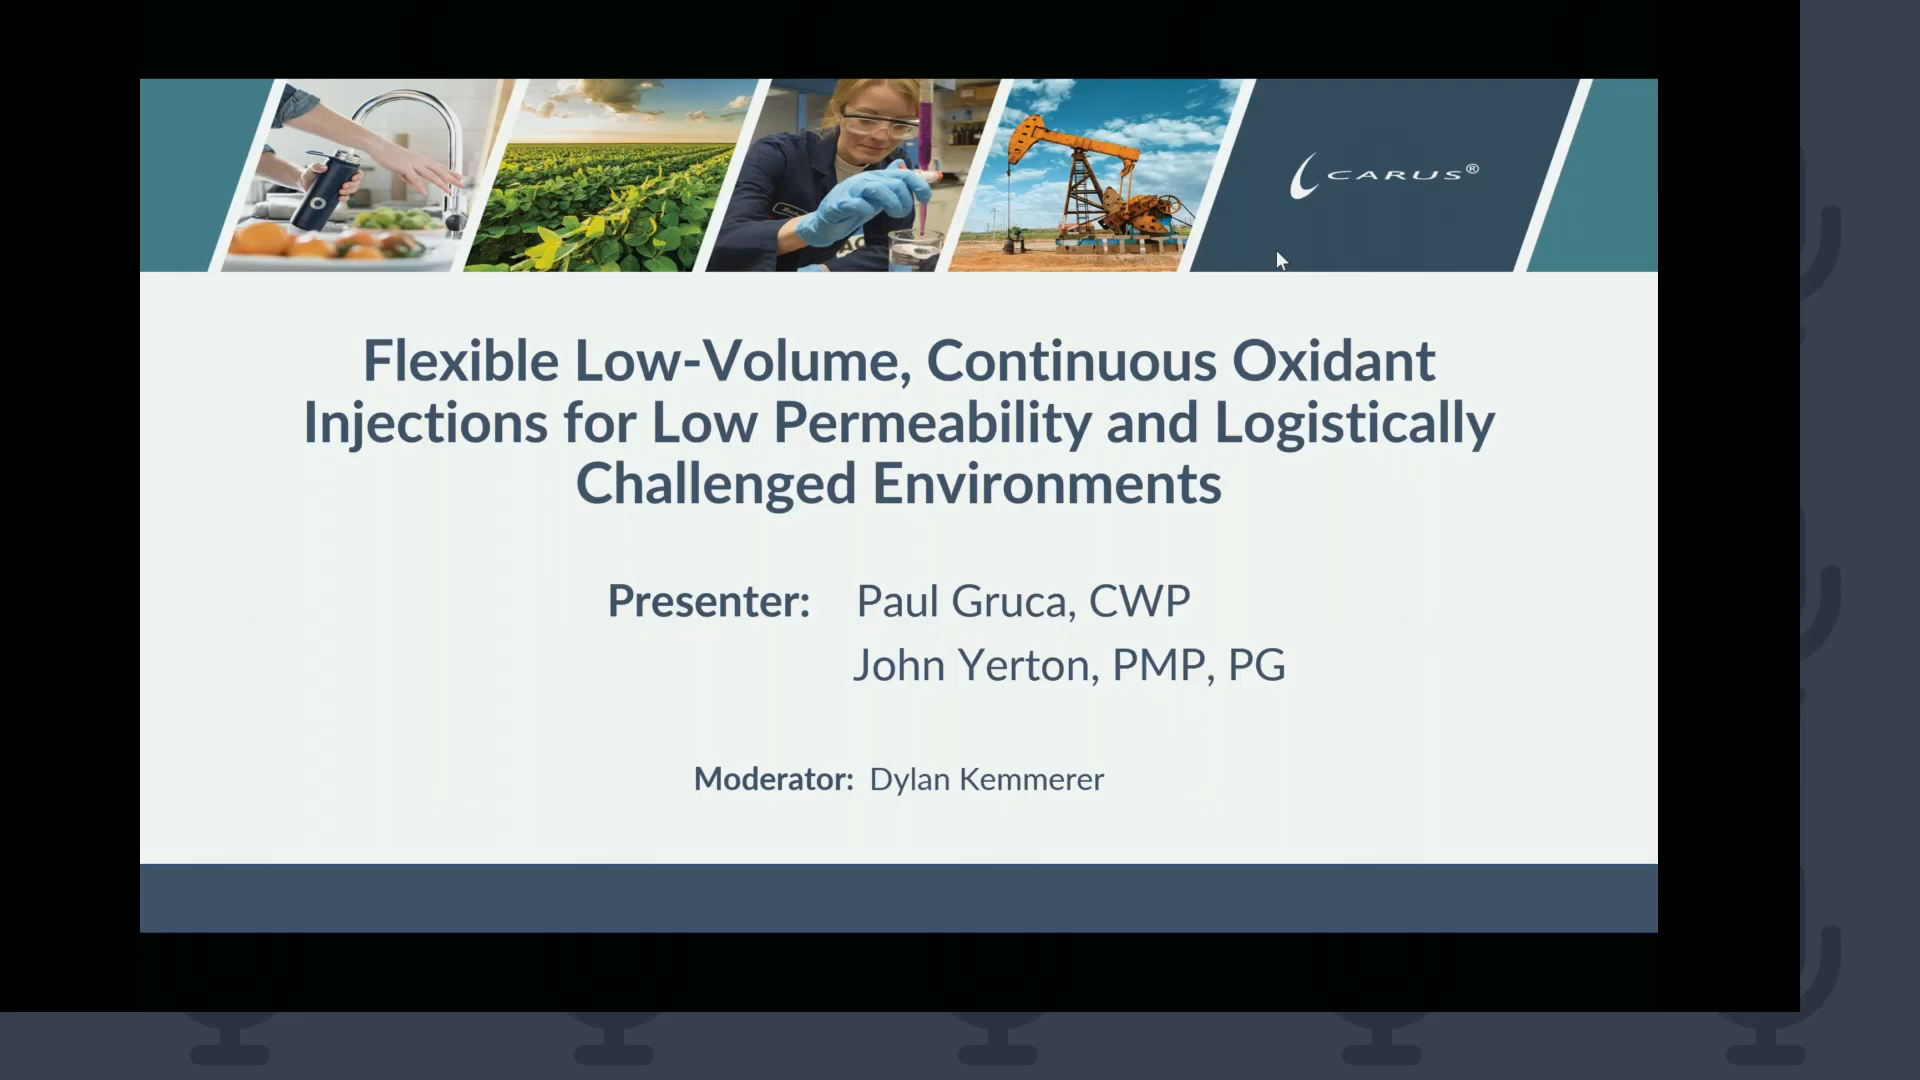 CARUS®
Flexible Low-Volume, Continuous Oxidant
Injections for Low Permeability and Logistically
Challenged Environments
Presenter: Paul Gruca, CWP
John Yerton, PMP, PG
Moderator: Dylan Kemmerer